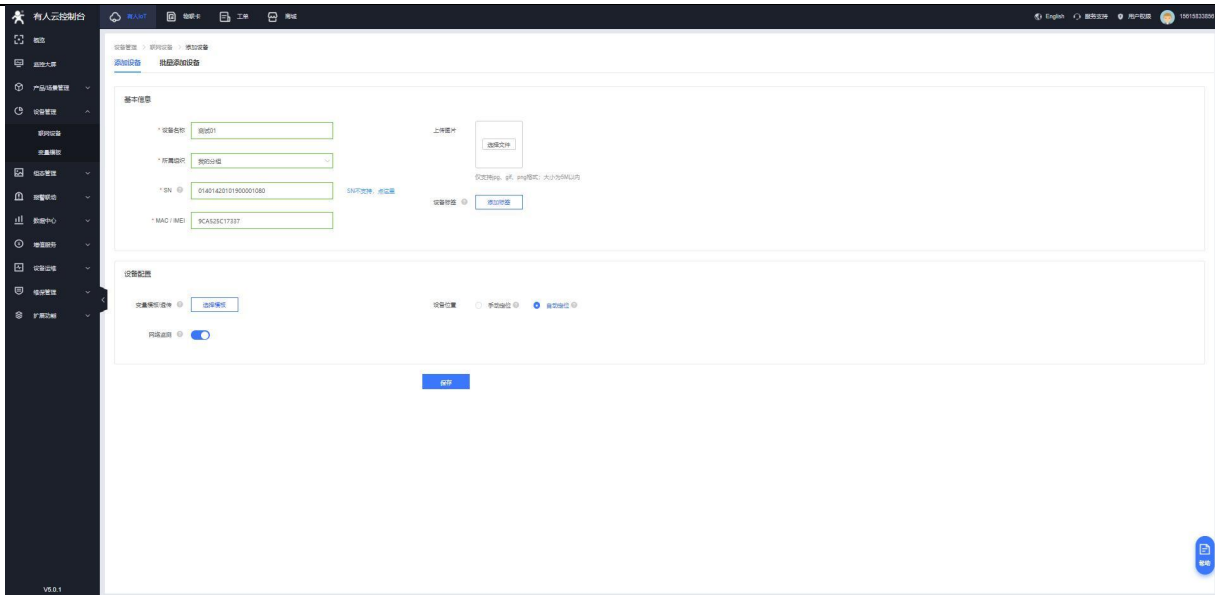 有人云控制台
有人IoT 物联卡 工单 商城
English 服务支持 用户权限 15615833856
概览
监控大屏
产品/场景管理
设备管理
联网设备
变量模板
组态管理
报警联动
数据中心
增值服务
设备运维
维保管理
扩展功能
V5.0.1
设备管理 > 联网设备 > 添加设备
添加设备 批量添加设备
基本信息
* 设备名称 测试01
* 所属组织 我的分组
* SN 01401420101900001080 SN不支持，点这里
* MAC / IMEI 9CA525C17337
上传图片 选择文件
仅支持jpg、gif、png格式；大小为5M以内
设备标签 添加标签
设备配置
变量模板/透传 选择模板
设备位置 手动定位 自动定位
网络监测
保存
帮助